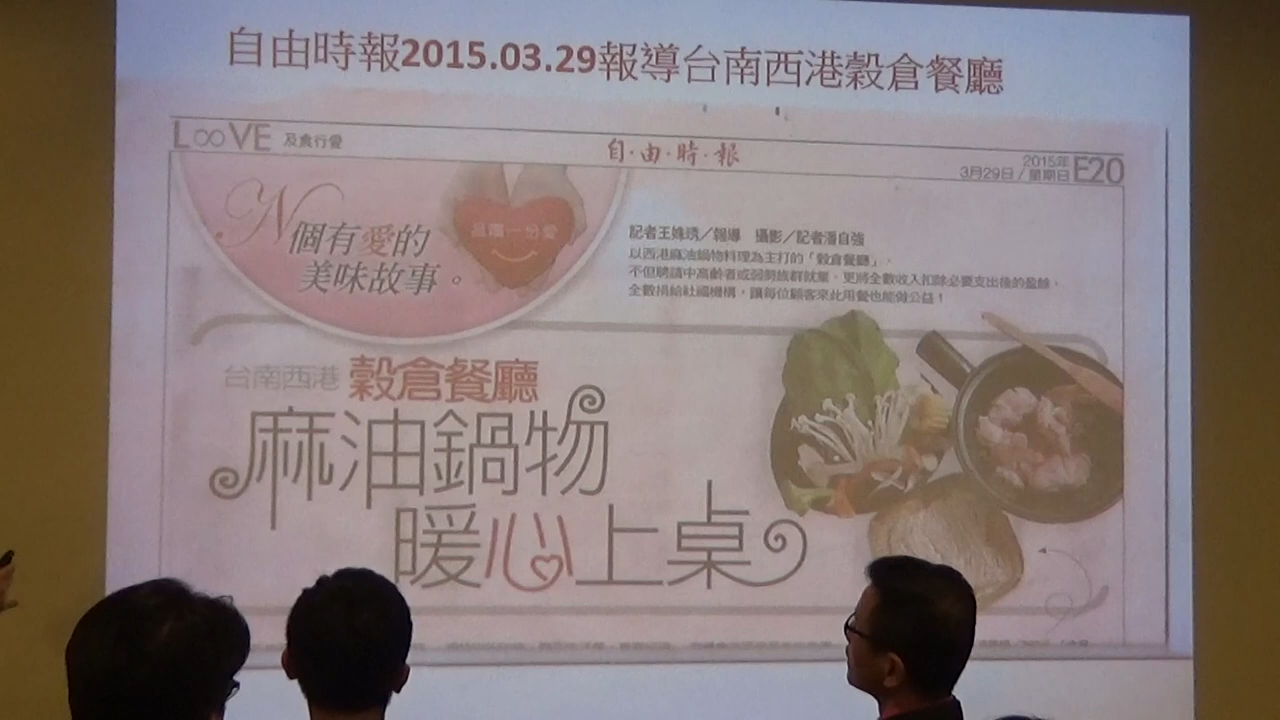 自由時報2015.03.29報導台南西港穀倉餐廳
L∞VE 及食行愛
自·由·時·報
2015年
3月29日/星期日 E20
N
個有愛的
美味故事。
品嚐一份愛
記者王姝琇/報導 攝影/記者潘自強
以西港麻油鍋物料理為主打的「穀倉餐廳」,
不但聘請中高齡者或弱勢族群就業,更將全數收入扣除必要支出後的盈餘,
全數捐給社福機構,讓每位顧客來此用餐也能做公益!
台南西港 穀倉餐廳
麻油鍋物
暖心上桌